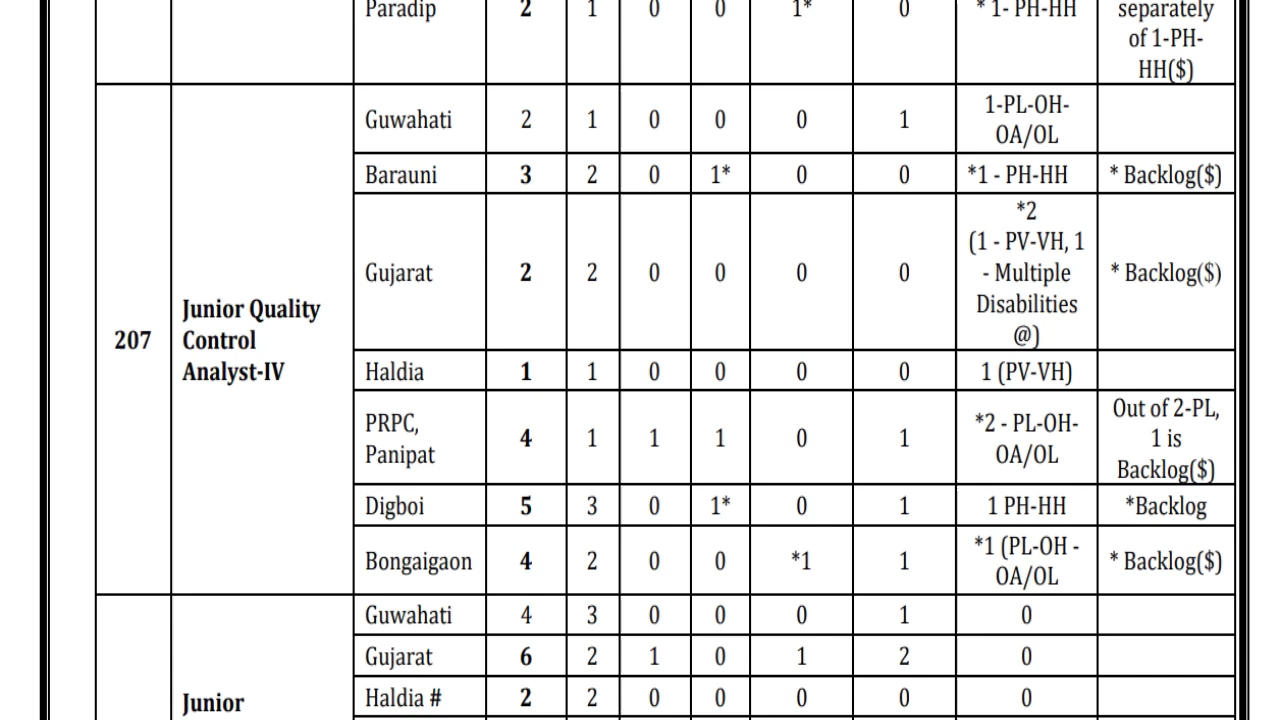 Paradip 2 1 0 0 1* 0 * 1- PH-HH separately
of 1-PH-
HH($)
207
Junior Quality
Control
Analyst-IV
Guwahati 2 1 0 0 0 1 1-PL-OH-
OA/OL
Barauni 3 2 0 1* 0 0 *1 - PH-HH * Backlog($)
Gujarat 2 2 0 0 0 0 *2
(1 - PV-VH, 1
- Multiple
Disabilities
@)
* Backlog($)
Haldia 1 1 0 0 0 0 1 (PV-VH)
PRPC,
Panipat
4 1 1 1 0 1 *2 - PL-OH-
OA/OL
Out of 2-PL,
1 is
Backlog($)
Digboi 5 3 0 1* 0 1 1 PH-HH *Backlog
Bongaigaon 4 2 0 0 *1 1 *1 (PL-OH -
OA/OL
* Backlog($)
Junior
Guwahati 4 3 0 0 0 1 0
Gujarat 6 2 1 0 1 2 0
Haldia # 2 2 0 0 0 0 0